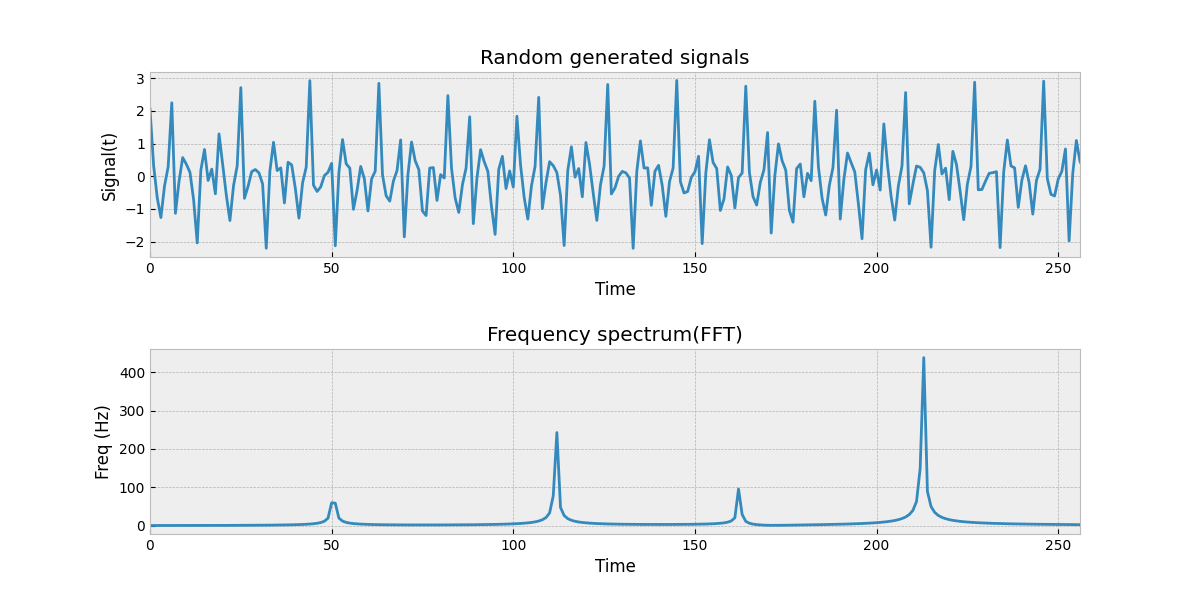 Random generated signals
Signal(t)
3
2
1
0
−1
−2
0 50 100 150 200 250
Time
Frequency spectrum(FFT)
Freq (Hz)
400
300
200
100
0
0 50 100 150 200 250
Time